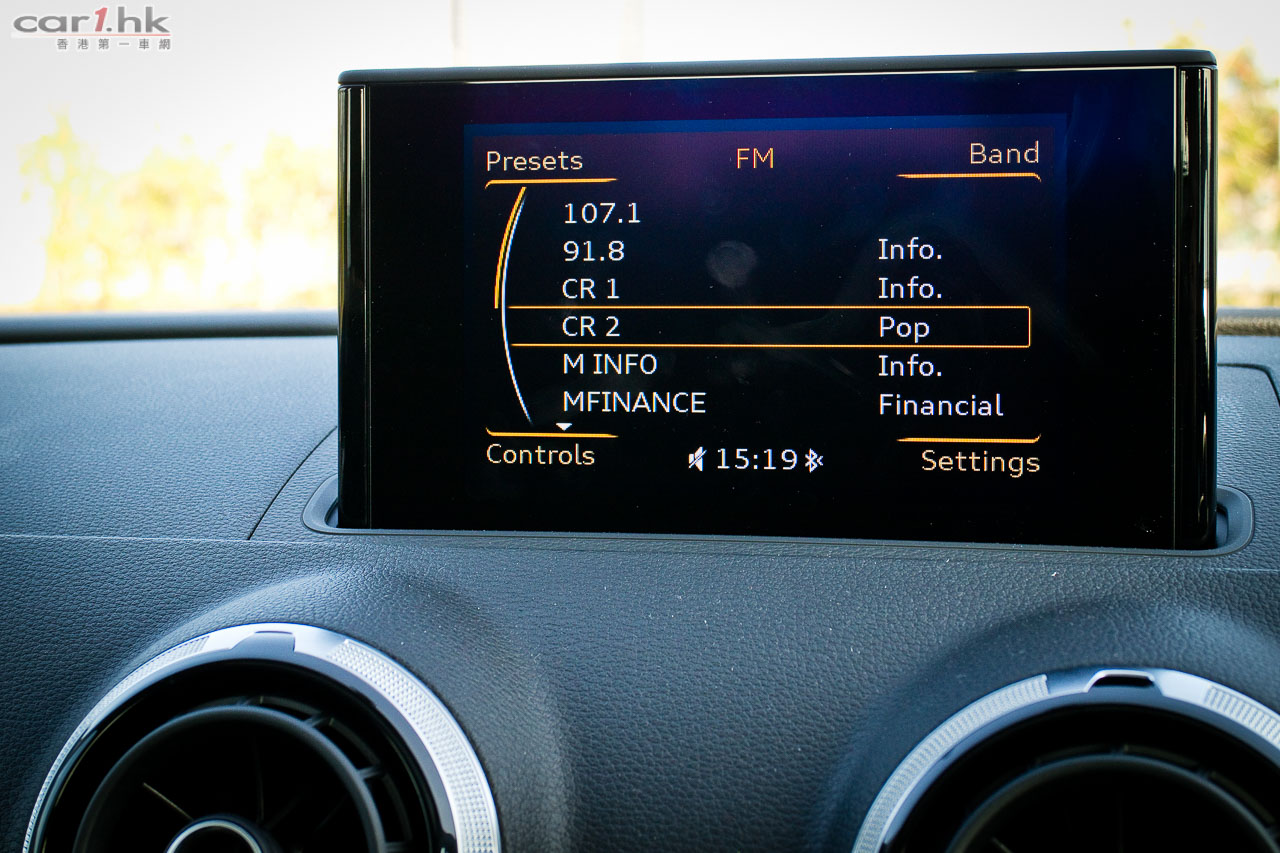 car1.hk
香港第一車網
Presets FM Band
107.1
91.8 Info.
CR 1 Info.
CR 2 Pop
M INFO Info.
MFINANCE Financial
Controls 15:19 Settings